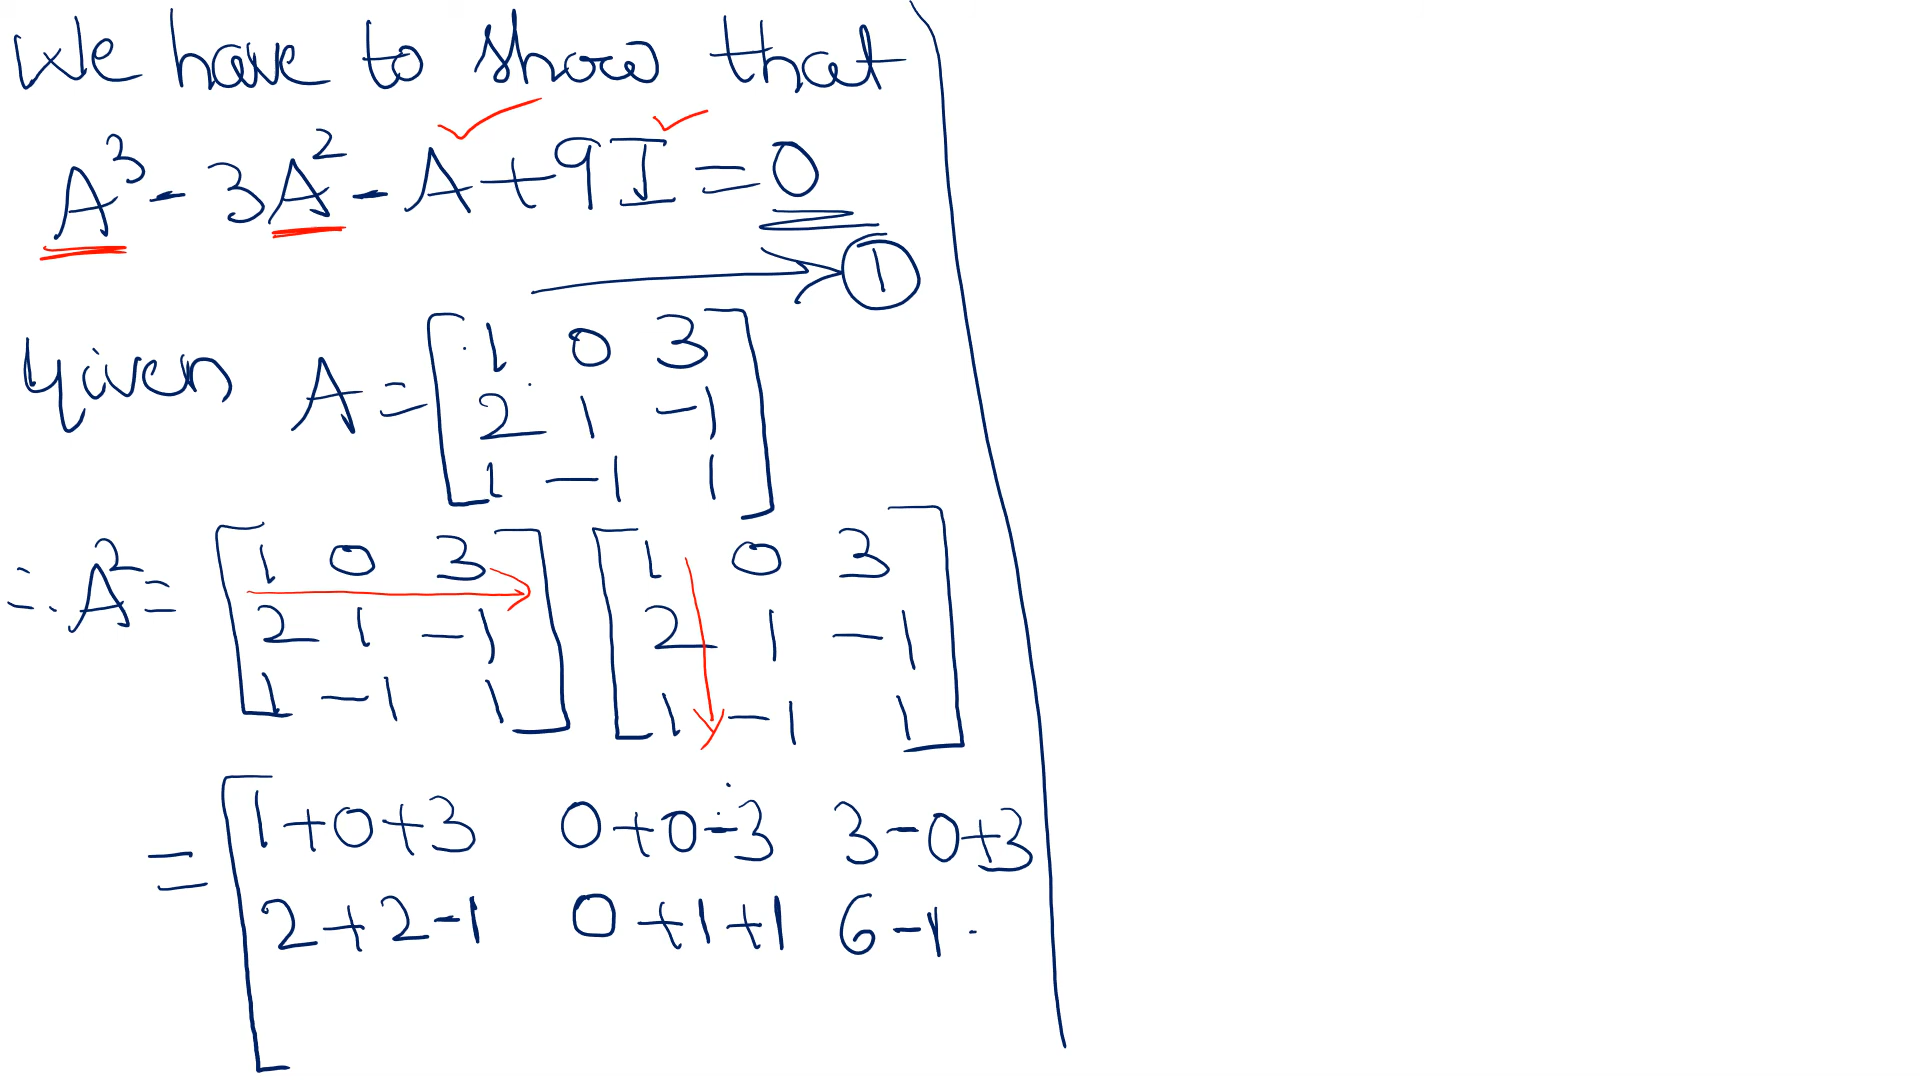 We have to show that
A³ - 3A² - A + 9I = 0
1
Given A = [1 0 3
2 1 -1
1 -1 1]
∴ A² = [1 0 3 [1 0 3
2 1 -1 2 1 -1
1 -1 1] 1 -1 1]
= [1+0+3 0+0-3 3-0+3
2+2-1 0+1+1 6-1-